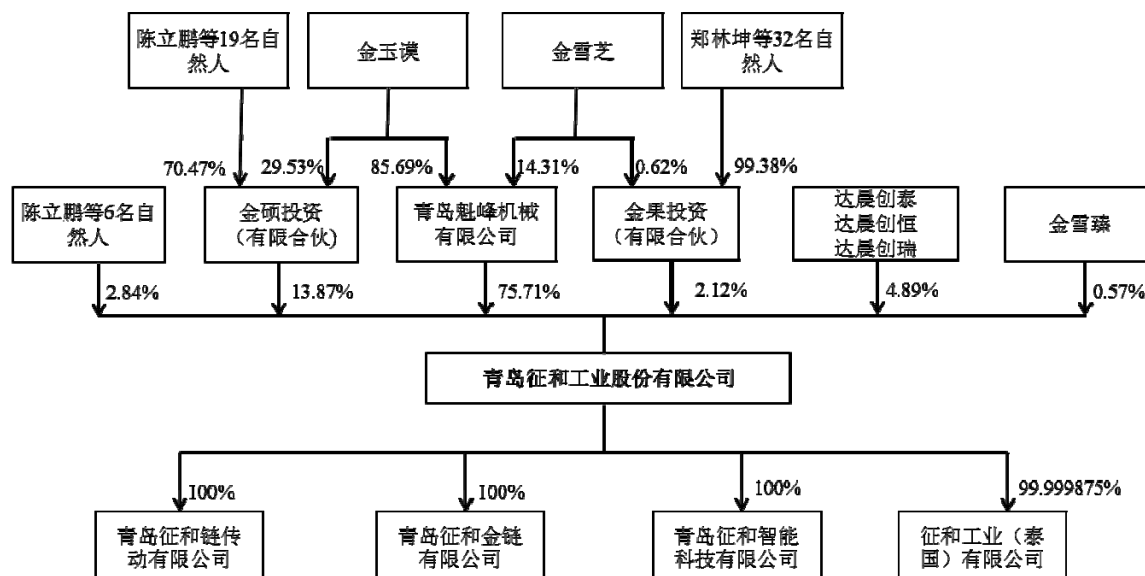 陈立鹏等19名自
然人
金玉谟
金雪芝
郑林坤等32名自
然人
70.47%
29.53%
85.69%
14.31%
0.62%
99.38%
陈立鹏等6名自
然人
金硕投资
（有限合伙)
青岛魁峰机械
有限公司
金果投资
（有限合伙）
达晨创泰
达晨创恒
达晨创瑞
金雪臻
2.84%
13.87%
75.71%
2.12%
4.89%
0.57%
青岛征和工业股份有限公司
100%
100%
100%
99.999875%
青岛征和链传
动有限公司
青岛征和金链
有限公司
青岛征和智能
科技有限公司
征和工业（泰
国）有限公司